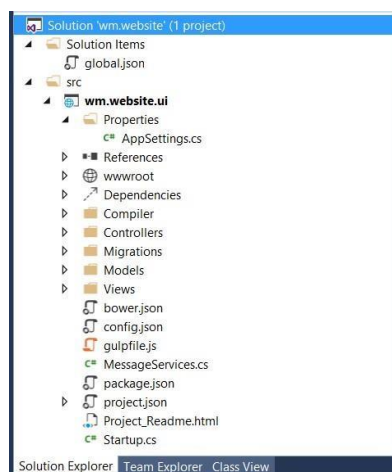 Solution 'wm.website' (1 project)
Solution Items
global.json
src
wm.website.ui
Properties
C# AppSettings.cs
References
wwwroot
Dependencies
Compiler
Controllers
Migrations
Models
Views
bower.json
config.json
gulpfile.js
C# MessageServices.cs
package.json
project.json
Project_Readme.html
C# Startup.cs
Solution Explorer Team Explorer Class View